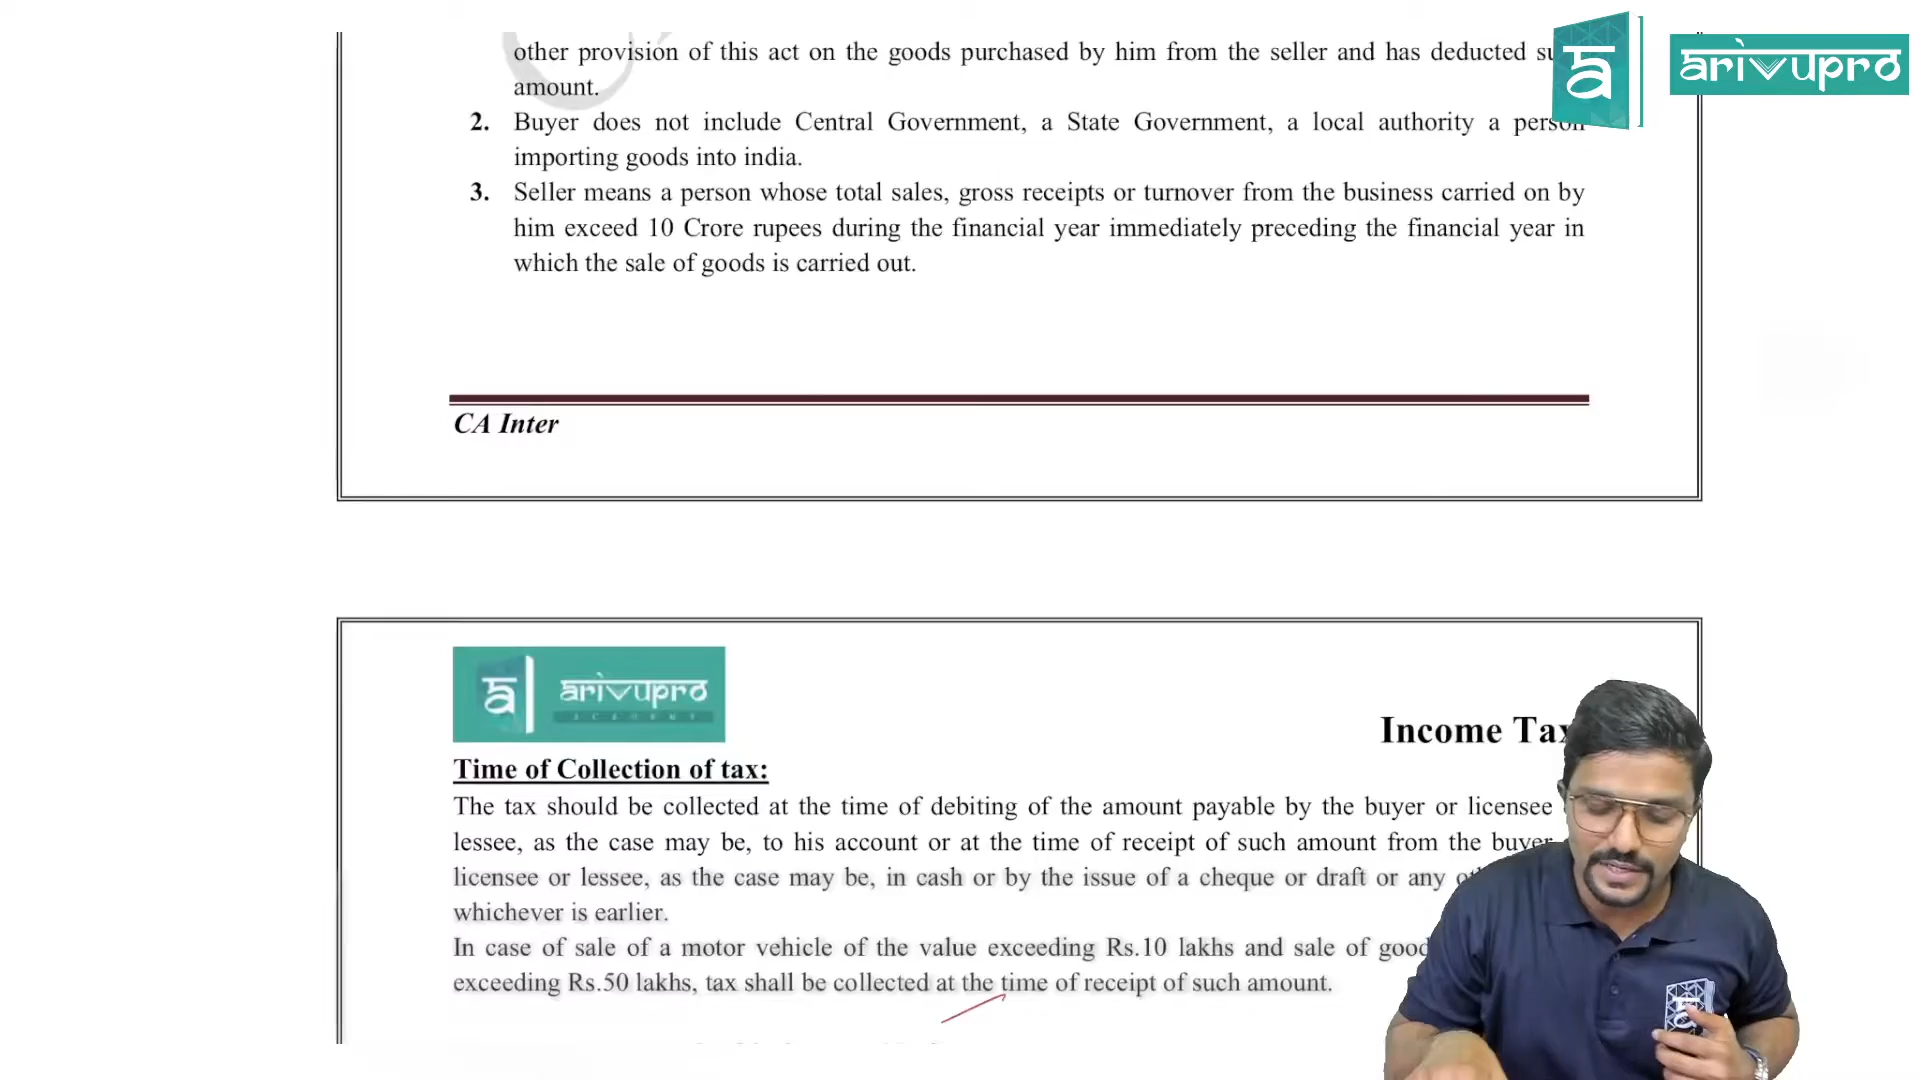 other provision of this act on the goods purchased by him from the seller and has deducted
amount.
2. Buyer does not include Central Government, a State Government, a local authority a person
importing goods into india.
3. Seller means a person whose total sales, gross receipts or turnover from the business carried on by
him exceed 10 Crore rupees during the financial year immediately preceding the financial year in
which the sale of goods is carried out.
arivupro
CA Inter
arivupro
ACADEMY
Income Tax
Time of Collection of tax:
The tax should be collected at the time of debiting of the amount payable by the buyer or licensee
lessee, as the case may be, to his account or at the time of receipt of such amount from the buyer
licensee or lessee, as the case may be, in cash or by the issue of a cheque or draft or any
whichever is earlier.
In case of sale of a motor vehicle of the value exceeding Rs.10 lakhs and sale of
exceeding Rs.50 lakhs, tax shall be collected at the time of receipt of such amount.